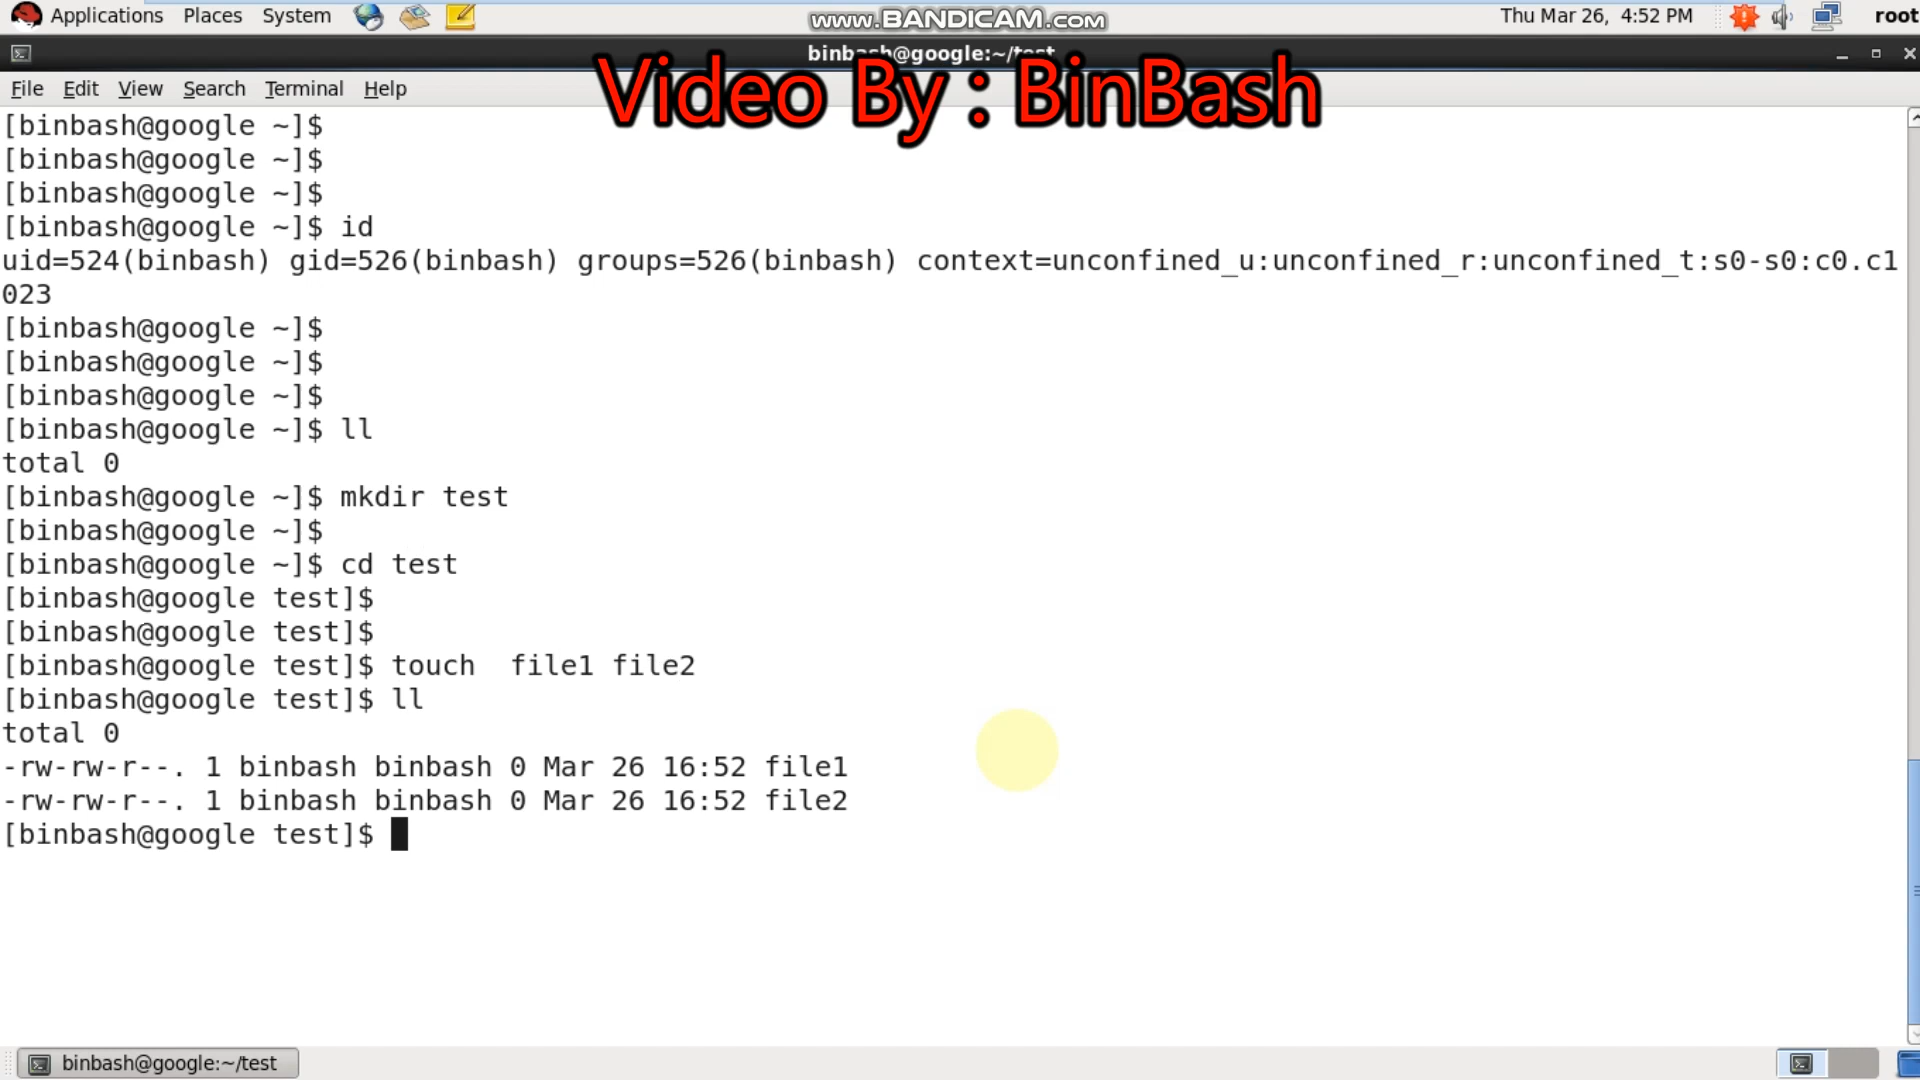 Applications Places System
www.BANDICAM.com
Thu Mar 26, 4:52 PM
root
binbash@google:~/test
File Edit View Search Terminal Help
Video By : BinBash
[binbash@google ~]$
[binbash@google ~]$
[binbash@google ~]$
[binbash@google ~]$ id
uid=524(binbash) gid=526(binbash) groups=526(binbash) context=unconfined_u:unconfined_r:unconfined_t:s0-s0:c0.c1
023
[binbash@google ~]$
[binbash@google ~]$
[binbash@google ~]$
[binbash@google ~]$ ll
total 0
[binbash@google ~]$ mkdir test
[binbash@google ~]$
[binbash@google ~]$ cd test
[binbash@google test]$
[binbash@google test]$
[binbash@google test]$ touch  file1 file2
[binbash@google test]$ ll
total 0
-rw-rw-r--. 1 binbash binbash 0 Mar 26 16:52 file1
-rw-rw-r--. 1 binbash binbash 0 Mar 26 16:52 file2
[binbash@google test]$
binbash@google:~/test